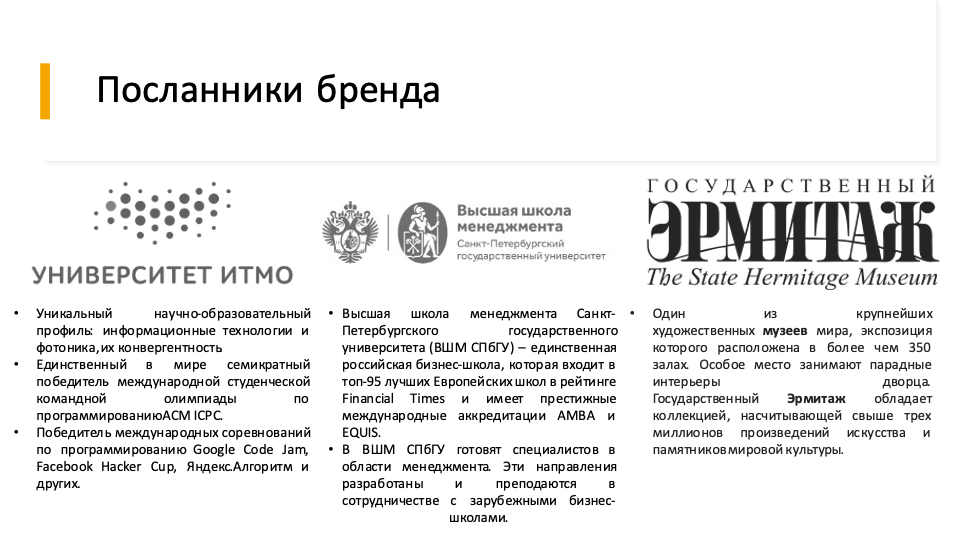 Посланники бренда
УНИВЕРСИТЕТ ИТМО
• Уникальный научно-образовательный
профиль: информационные технологии и
фотоника,их конвергентность
• Единственный в мире семикратный
победитель международной студенческой
командной олимпиады по
программированиюACM ICPC.
• Победитель международных соревнований
по программированию Google Code Jam,
Facebook Hacker Cup, Яндекс.Алгоритм и
других.
Высшая школа
менеджмента
Санкт-Петербургский
государственный университет
• Высшая школа менеджмента Санкт-
Петербургского государственного
университета (ВШМ СПбГУ) – единственная
российская бизнес-школа, которая входит в
топ-95 лучших Европейских школ в рейтинге
Financial Times и имеет престижные
международные аккредитации AMBA и
EQUIS.
• В ВШМ СПбГУ готовят специалистов в
области менеджмента. Эти направления
разработаны и преподаются в
сотрудничестве с зарубежными бизнес-
школами.
ГОСУДАРСТВЕННЫЙ
ЭРМИТАЖ
The State Hermitage Museum
• Один из крупнейших
художественных музеев мира, экспозиция
которого расположена в более чем 350
залах. Особое место занимают парадные
интерьеры дворца.
Государственный Эрмитаж обладает
коллекцией, насчитывающей свыше трех
миллионов произведений искусства и
памятников мировой культуры.